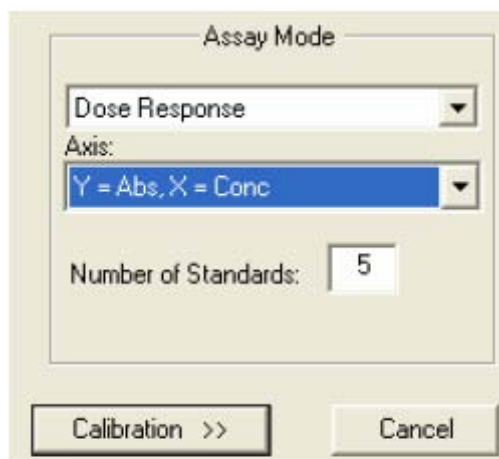 Assay Mode
Dose Response
Axis:
Y = Abs, X = Conc
Number of Standards: 5
Calibration >> Cancel